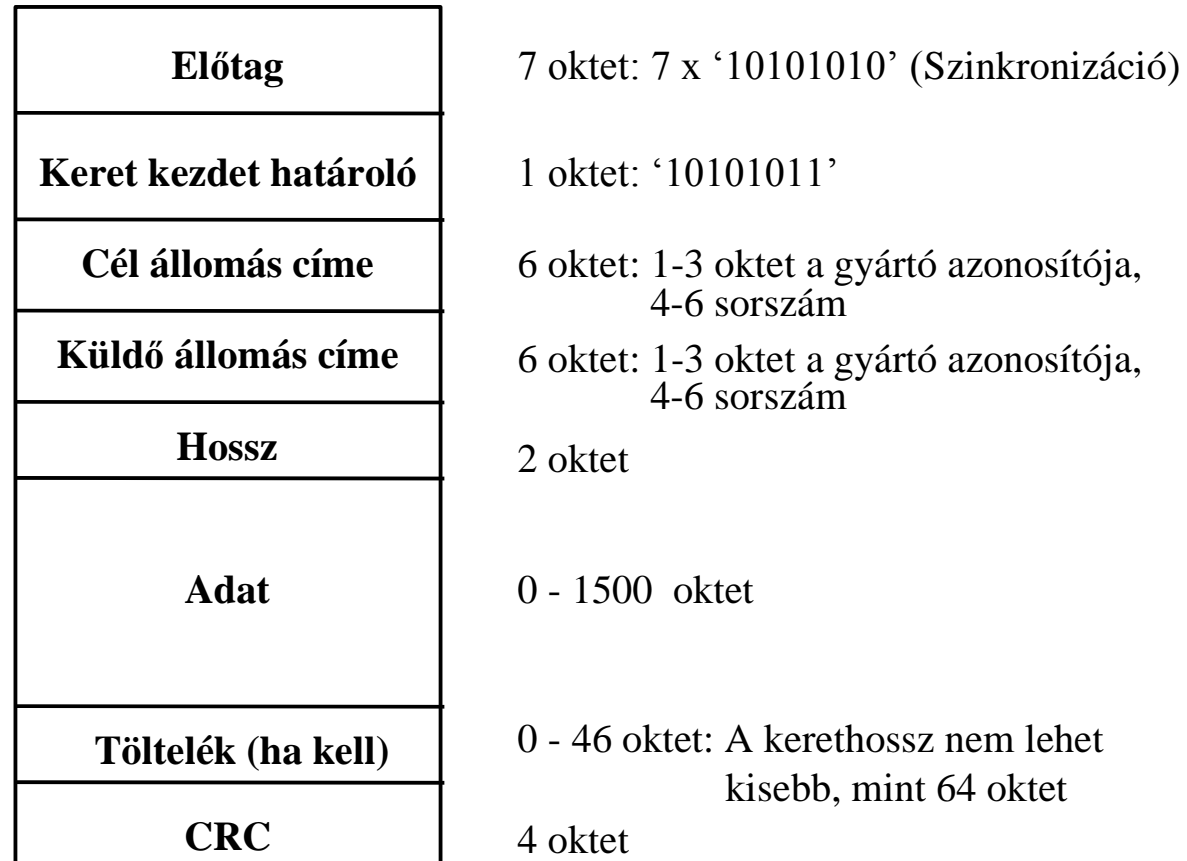 Előtag
7 oktet: 7 x ‘10101010’ (Szinkronizáció)
Keret kezdet határoló
1 oktet: ‘10101011’
Cél állomás címe
6 oktet: 1-3 oktet a gyártó azonosítója,
4-6 sorszám
Küldő állomás címe
6 oktet: 1-3 oktet a gyártó azonosítója,
4-6 sorszám
Hossz
2 oktet
Adat
0 - 1500 oktet
Töltelék (ha kell)
0 - 46 oktet: A kerethossz nem lehet
kisebb, mint 64 oktet
CRC
4 oktet